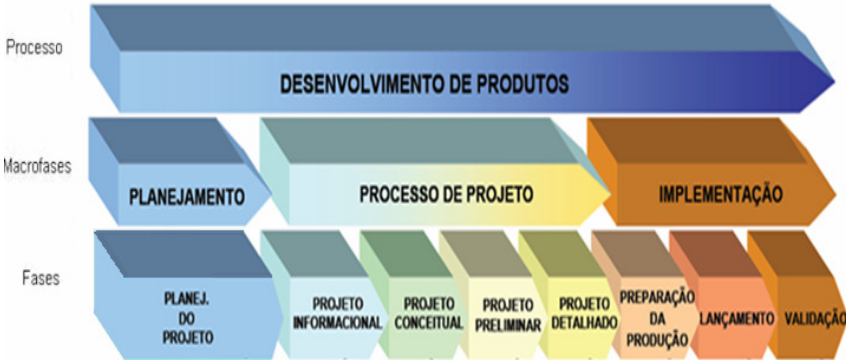 Processo
DESENVOLVIMENTO DE PRODUTOS
Macrofases
PLANEJAMENTO
PROCESSO DE PROJETO
IMPLEMENTAÇÃO
Fases
PLANEJ.
DO
PROJETO
PROJETO
INFORMACIONAL
PROJETO
CONCEITUAL
PROJETO
PRELIMINAR
PROJETO
DETALHADO
PREPARAÇÃO
DA
PRODUÇÃO
LANÇAMENTO
VALIDAÇÃO